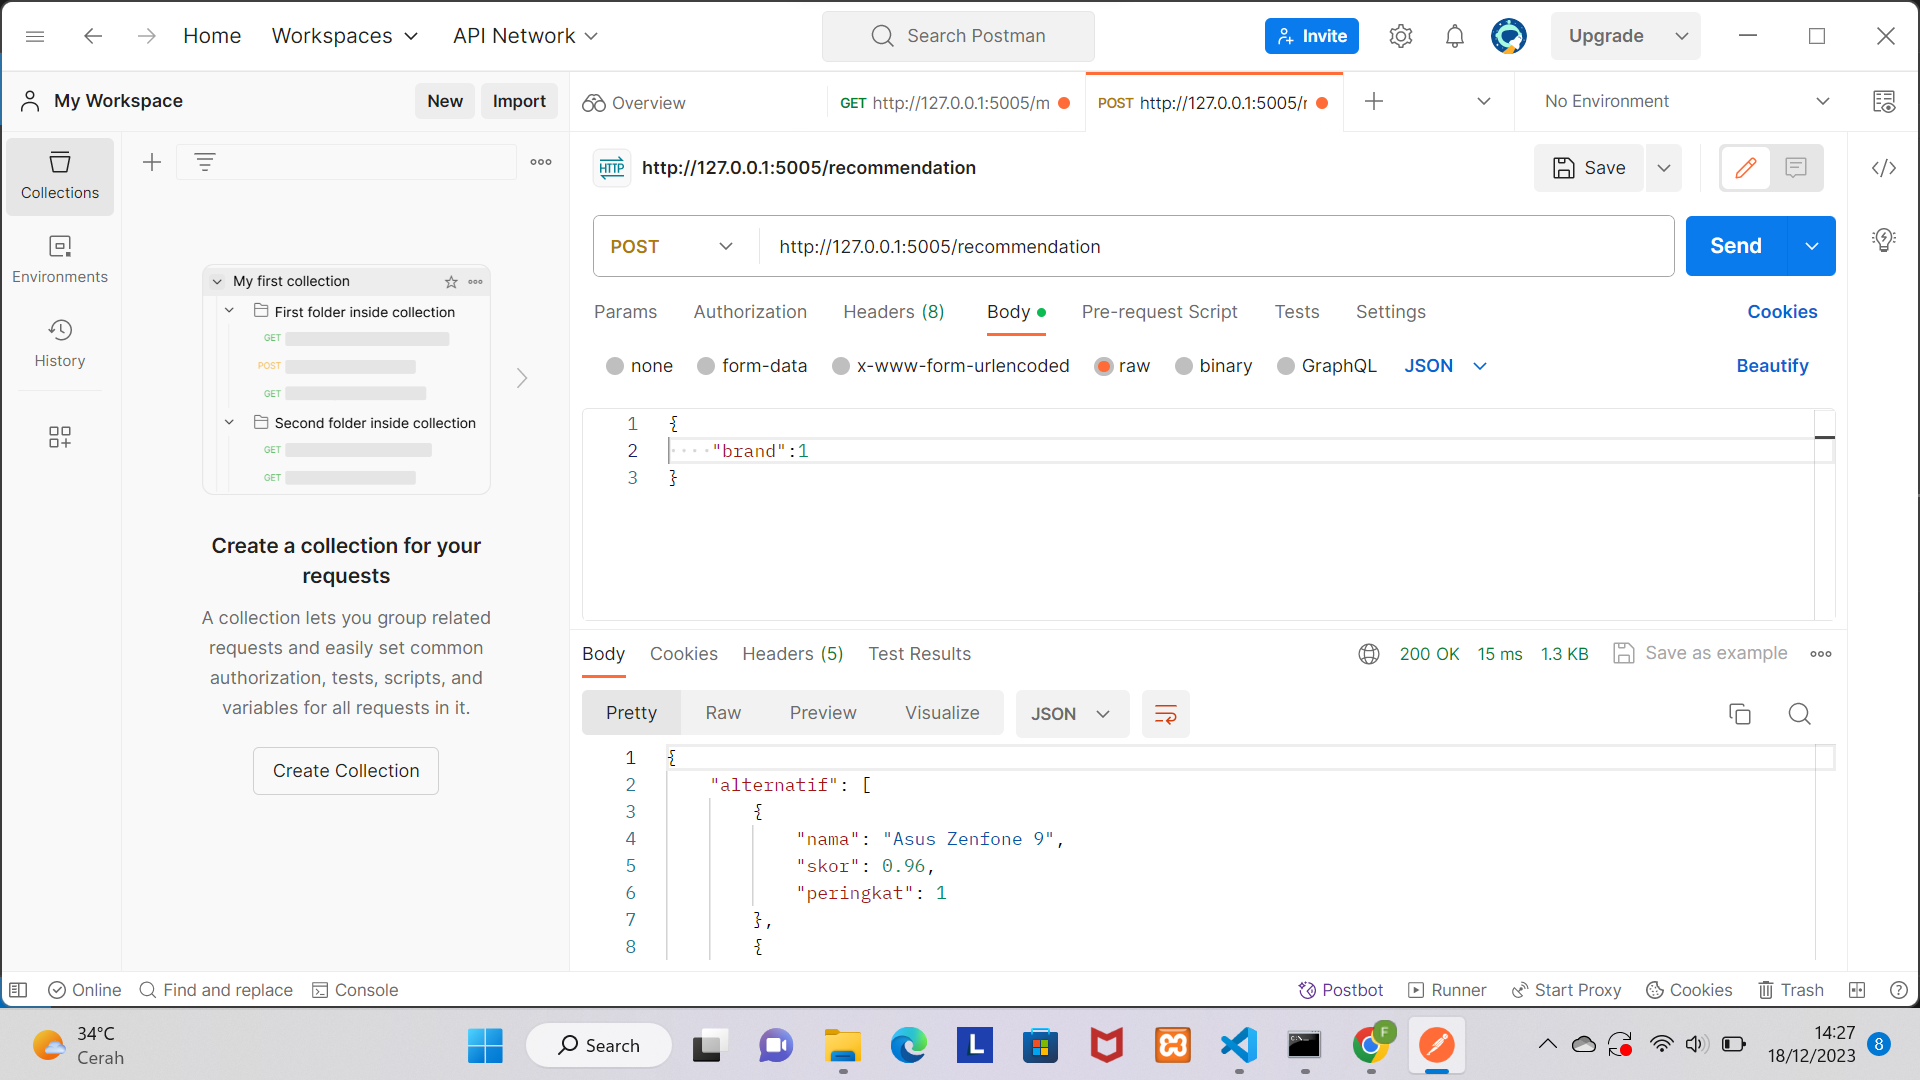 Home
Workspaces
API Network
Search Postman
Invite
Upgrade
My Workspace
New
Import
Overview
GET http://127.0.0.1:5005/m
POST http://127.0.0.1:5005/r
No Environment
Collections
Environments
History
My first collection
First folder inside collection
GET
POST
GET
Second folder inside collection
GET
GET
Create a collection for your
requests
A collection lets you group related
requests and easily set common
authorization, tests, scripts, and
variables for all requests in it.
Create Collection
HTTP http://127.0.0.1:5005/recommendation
Save
POST
http://127.0.0.1:5005/recommendation
Send
Params
Authorization
Headers (8)
Body
Pre-request Script
Tests
Settings
Cookies
none
form-data
x-www-form-urlencoded
raw
binary
GraphQL
JSON
Beautify
1 {
2 ····"brand":1
3 }
Body
Cookies
Headers (5)
Test Results
200 OK
15 ms
1.3 KB
Save as example
Pretty
Raw
Preview
Visualize
JSON
1 {
2 "alternatif": [
3 {
4 "nama": "Asus Zenfone 9",
5 "skor": 0.96,
6 "peringkat": 1
7 },
8 {
Online
Find and replace
Console
Postbot
Runner
Start Proxy
Cookies
Trash
34°C
Cerah
Search
L
F
14:27
18/12/2023
8